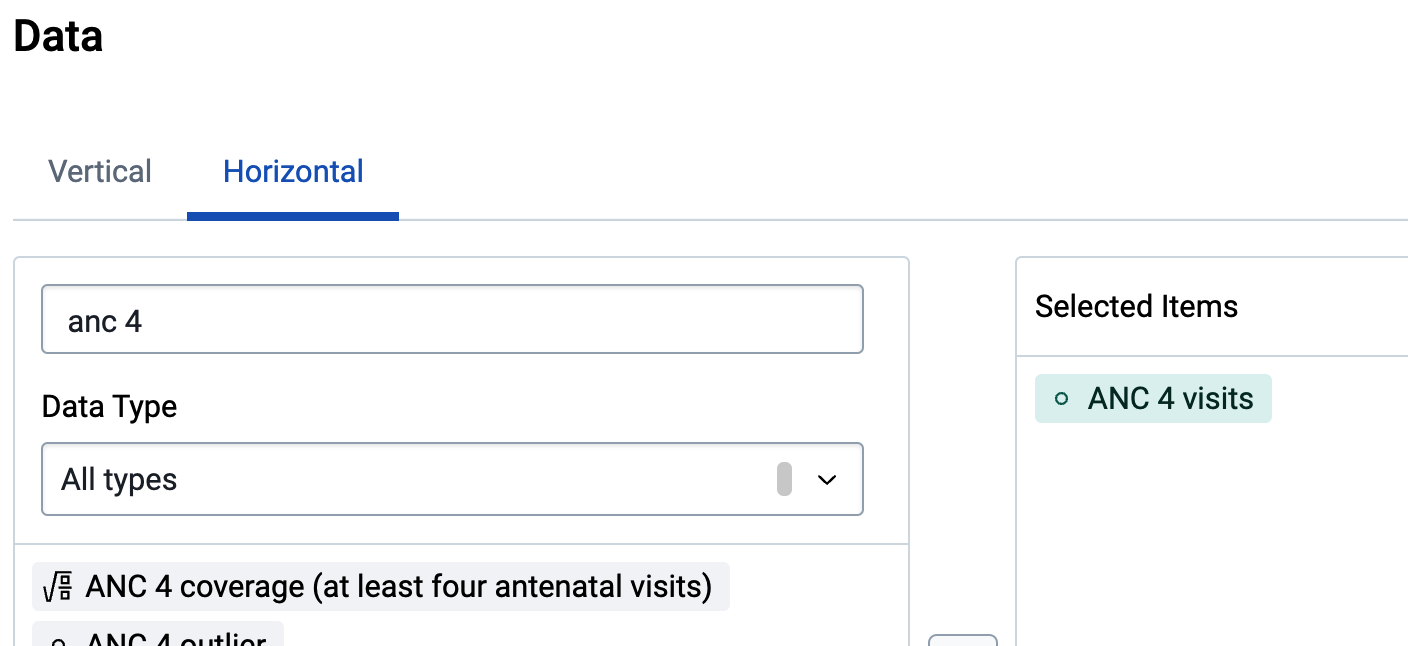 Data
Vertical
Horizontal
anc 4
Data Type
All types
ANC 4 coverage (at least four antenatal visits)
ANC 4 outlier
Selected Items
ANC 4 visits